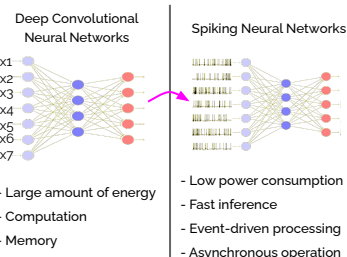 Deep Convolutional
Neural Networks
x1
x2
x3
x4
x5
x6
x7
- Large amount of energy
- Computation
- Memory
Spiking Neural Networks
- Low power consumption
- Fast inference
- Event-driven processing
- Asynchronous operation